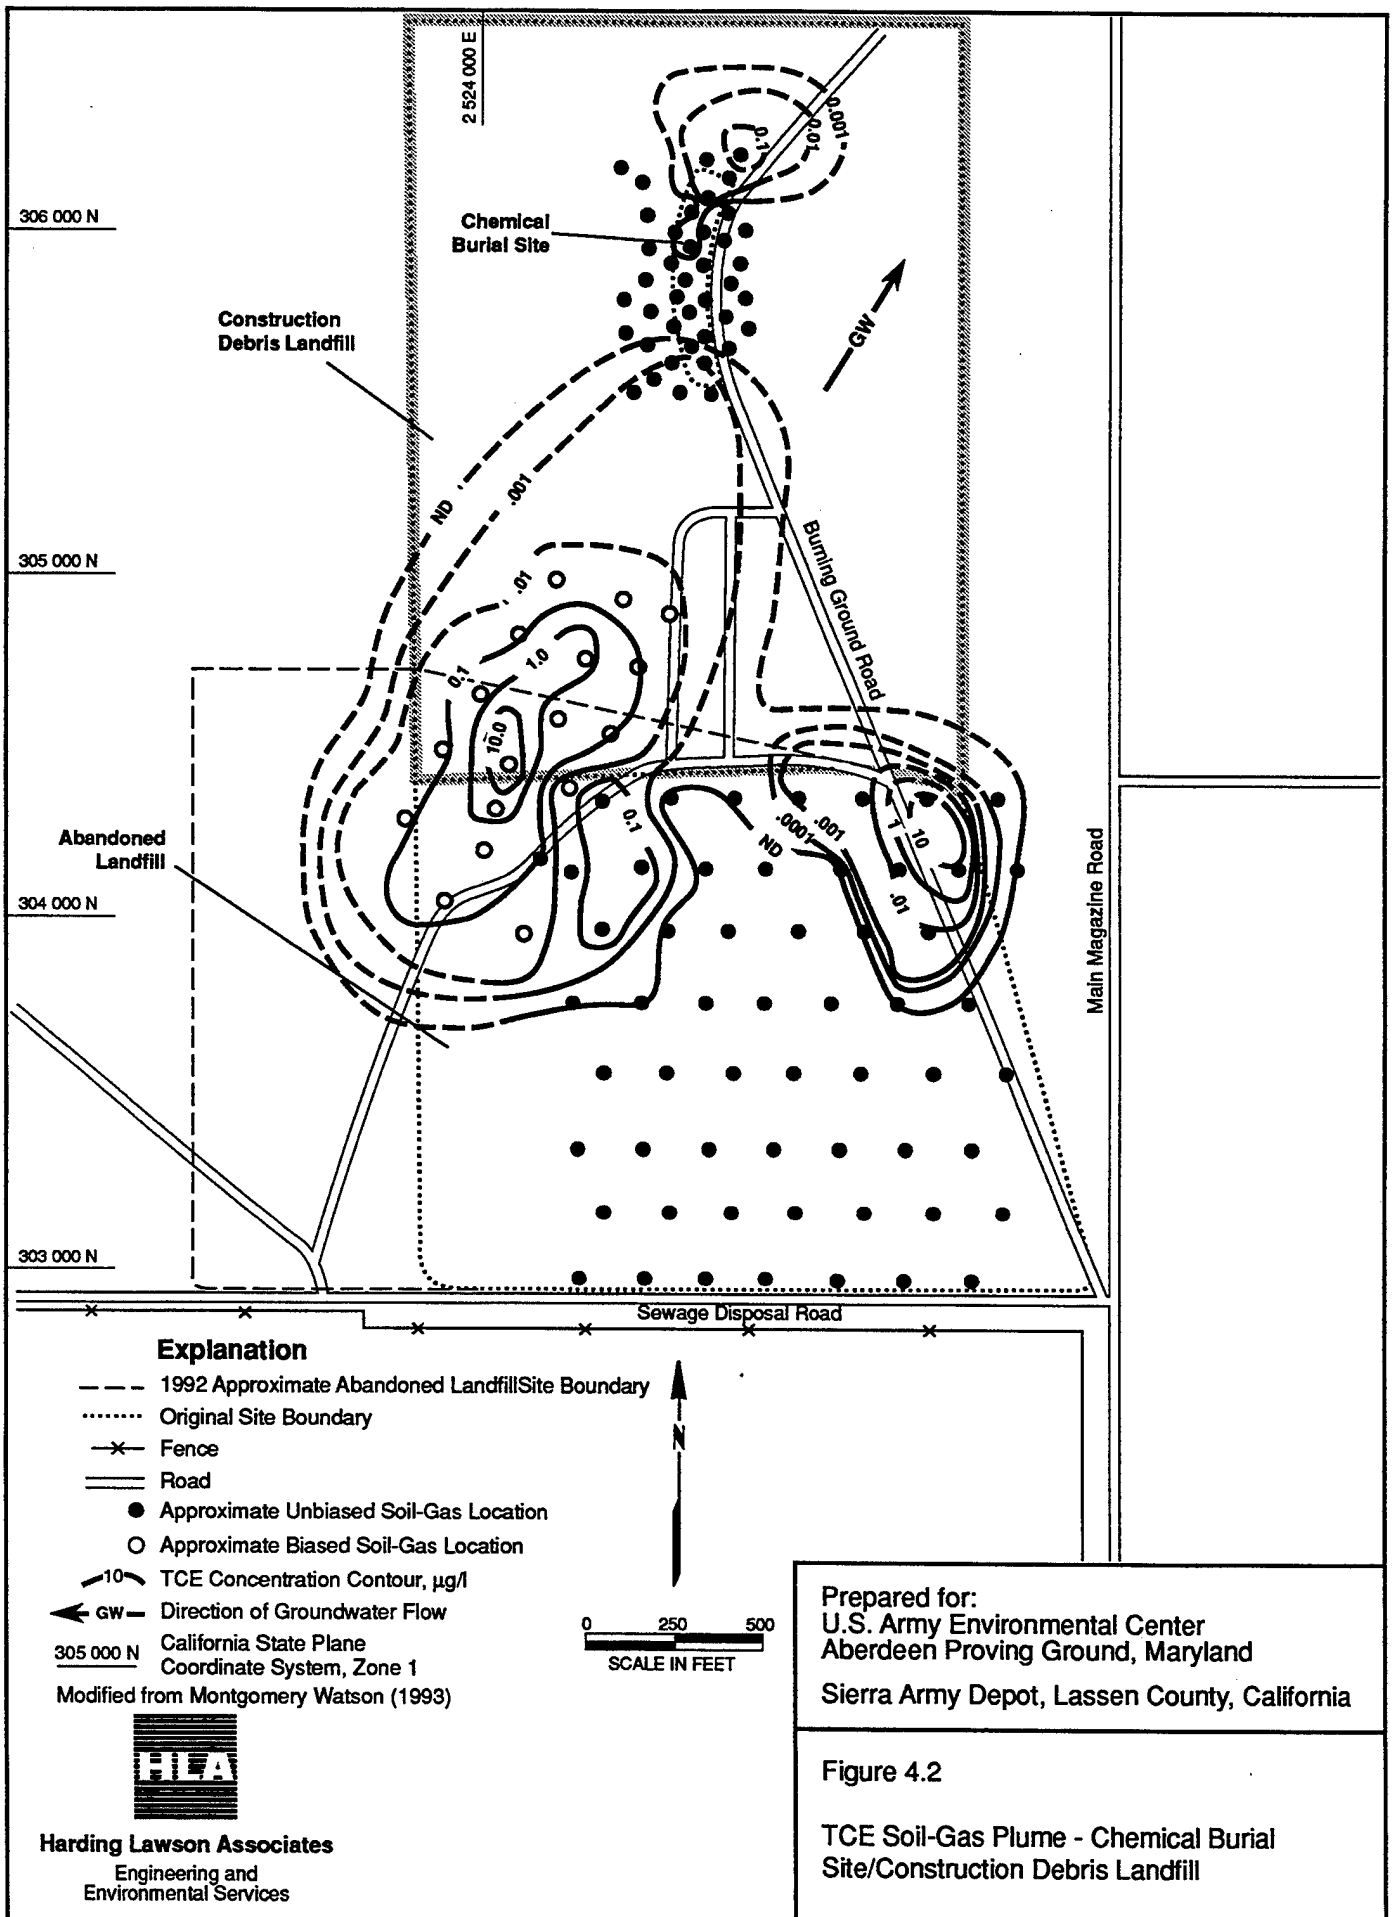 2 524 000 E
0.001
0.01
0.1
306 000 N
Chemical
Burial Site
GW
Construction
Debris Landfill
ND
.001
305 000 N
.01
Burning Ground Road
0.1
1.0
10.0
0.1
.0001
.001
ND
1
10
.01
Abandoned
Landfill
304 000 N
Main Magazine Road
303 000 N
Sewage Disposal Road
Explanation
1992 Approximate Abandoned LandfillSite Boundary
Original Site Boundary
Fence
Road
Approximate Unbiased Soil-Gas Location
Approximate Biased Soil-Gas Location
10 TCE Concentration Contour, µg/l
GW Direction of Groundwater Flow
305 000 N California State Plane
Coordinate System, Zone 1
Modified from Montgomery Watson (1993)
N
0 250 500
SCALE IN FEET
HLA
Harding Lawson Associates
Engineering and
Environmental Services
Prepared for:
U.S. Army Environmental Center
Aberdeen Proving Ground, Maryland
Sierra Army Depot, Lassen County, California
Figure 4.2
TCE Soil-Gas Plume - Chemical Burial
Site/Construction Debris Landfill